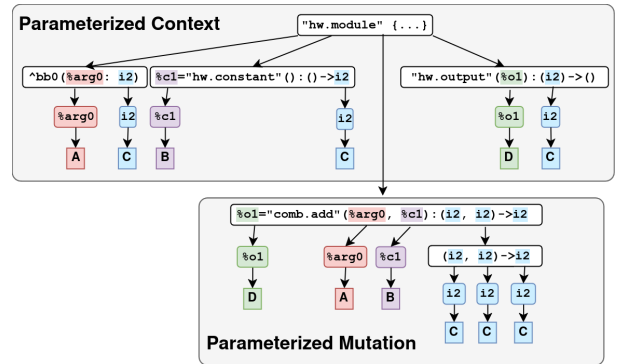 Parameterized Context
"hw.module" {...}
^bb0(%arg0: i2)
%c1="hw.constant"():()->i2
"hw.output"(%o1):(i2)->()
%arg0
i2
%c1
i2
%o1
i2
A
C
B
C
D
C
%o1="comb.add"(%arg0, %c1):(i2, i2)->i2
%o1
%arg0
%c1
(i2, i2)->i2
D
A
B
i2
i2
i2
C
C
C
Parameterized Mutation